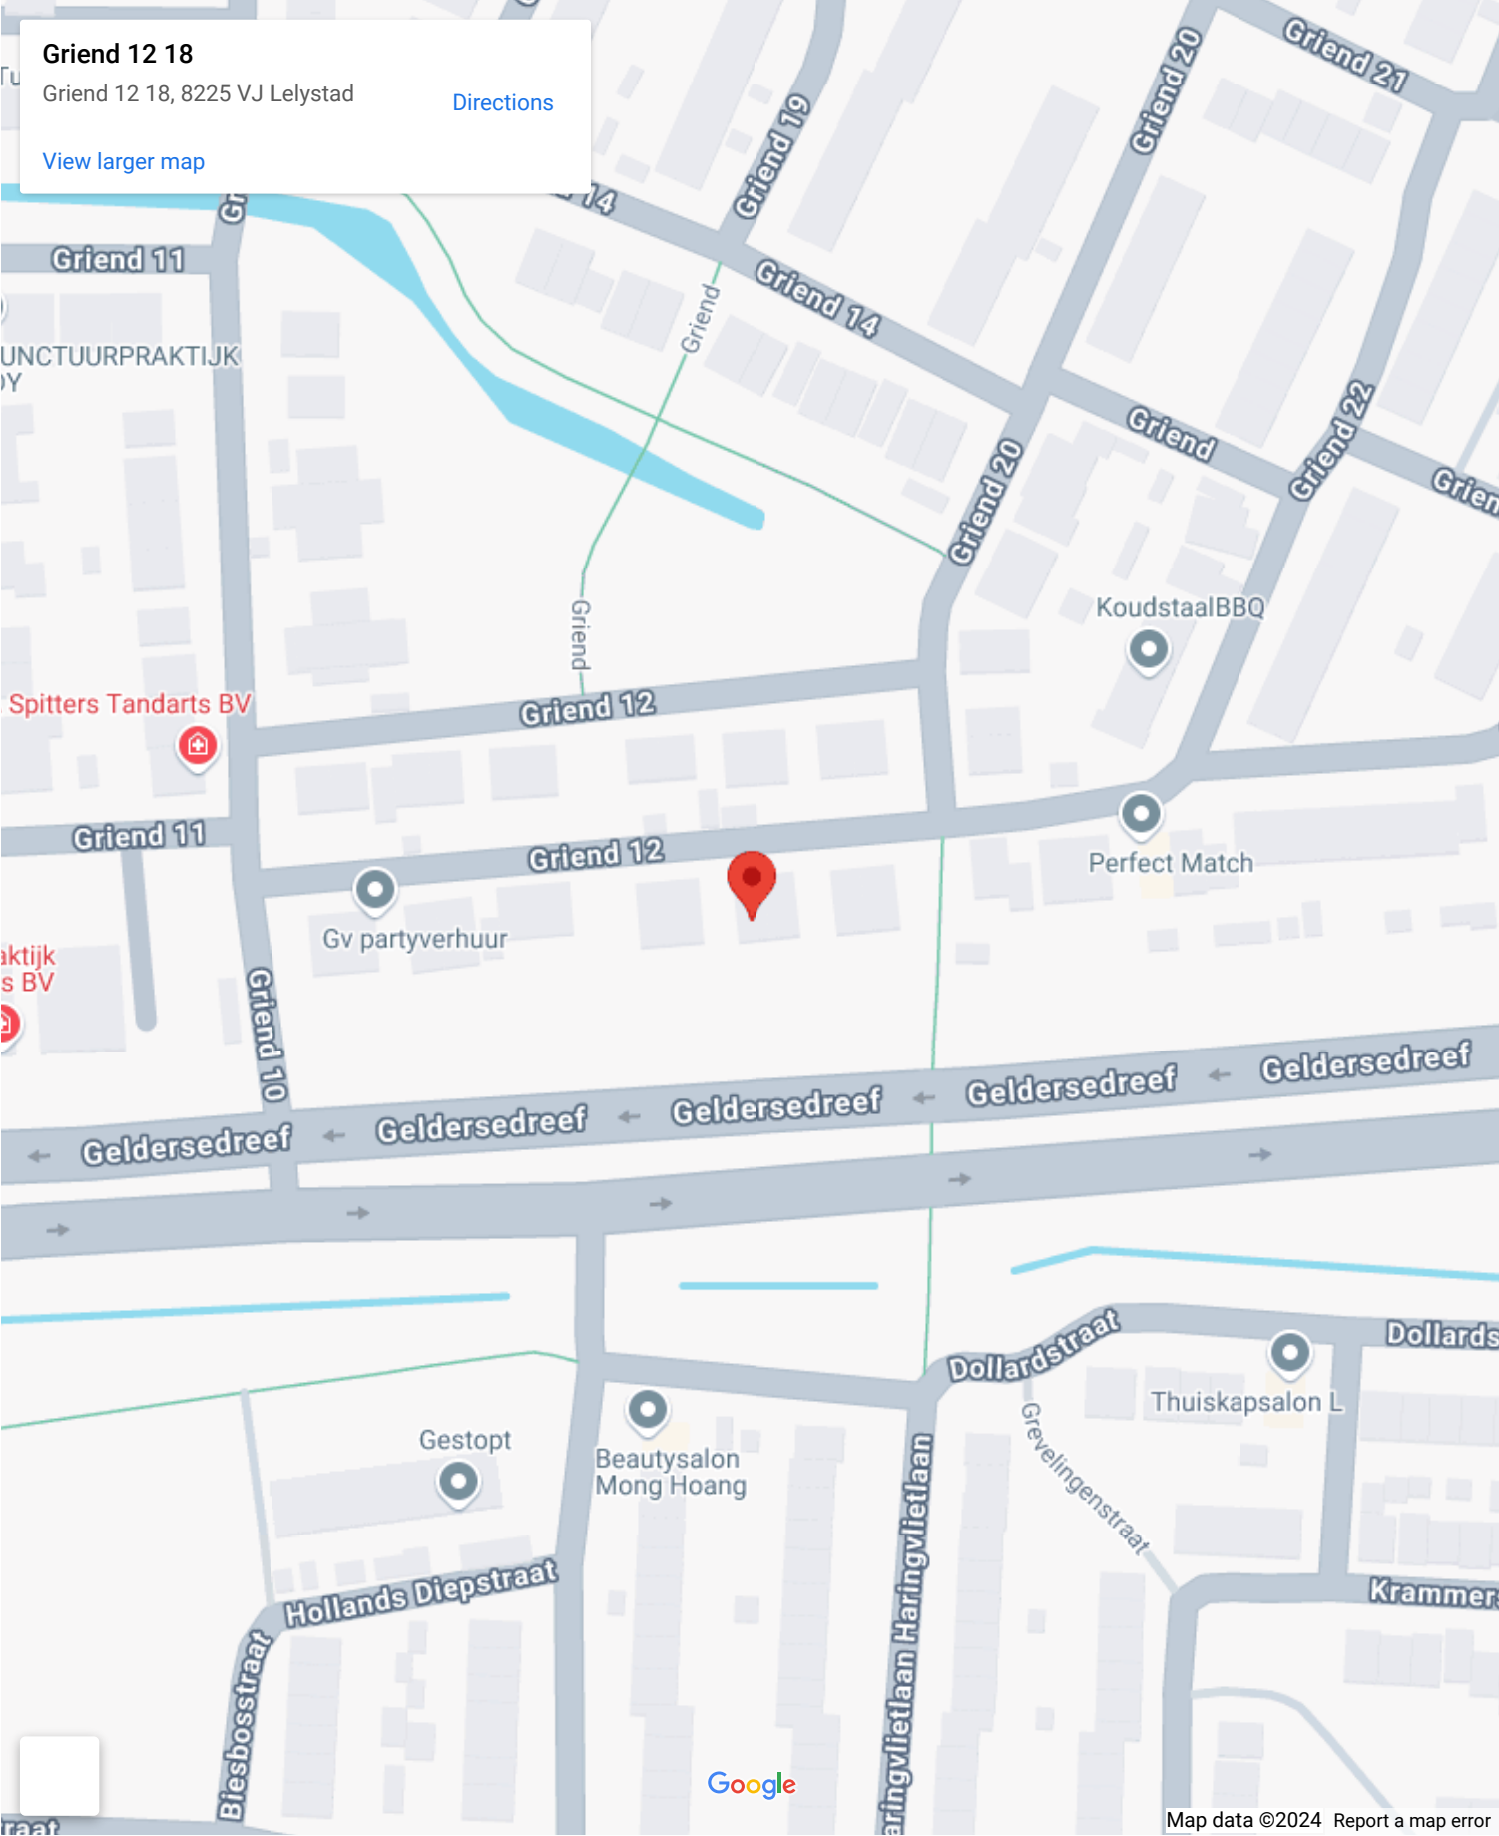 Griend 12 18
Griend 12 18, 8225 VJ Lelystad
Directions
View larger map
Griend 19
Griend 20
Griend 21
14
Griend 11
Griend
Griend 14
UNCTUURPRAKTIJK
Griend 22
Griend
Griend 20
KoudstaalBBQ
Griend
Spitters Tandarts BV
Griend 12
Griend 11
Griend 12
Perfect Match
Gv partyverhuur
aktijk
s BV
Griend 10
Geldersedreef
Geldersedreef
Geldersedreef
Geldersedreef
Geldersedreef
Dollardstraat
Dollards
Thuiskapsalon L
Grevelingenstraat
Gestopt
Beautysalon
Mong Hoang
Haringvlietlaan
aringvlietlaan
Hollands Diepstraat
Krammers
Biesbosstraat
Google
raat
Map data ©2024 Report a map error